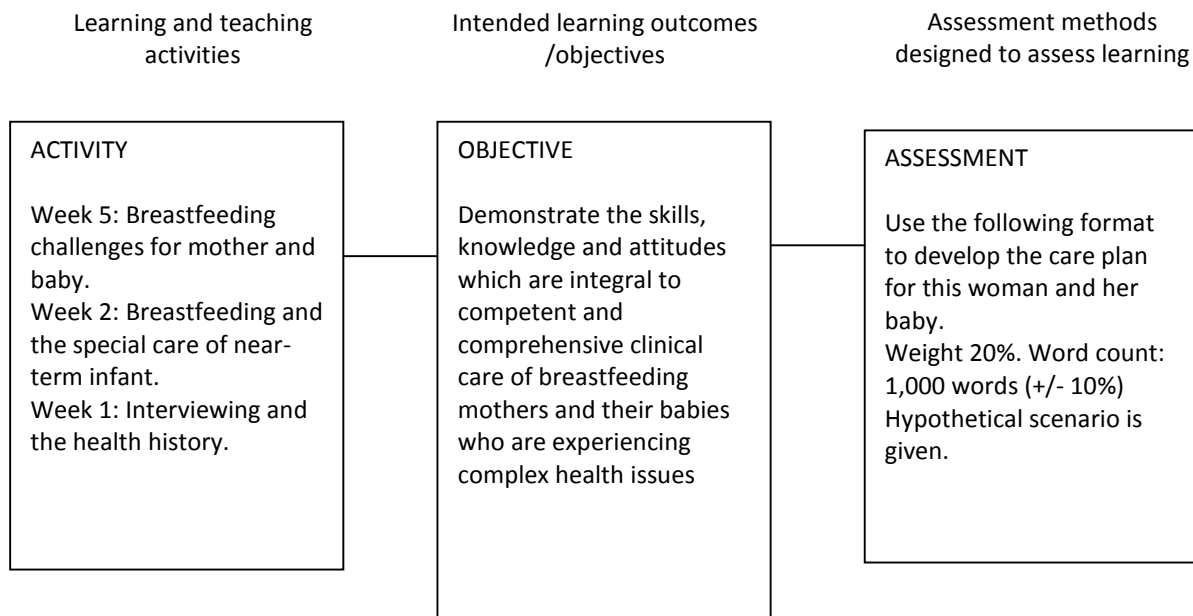 Learning and teaching
activities
Intended learning outcomes
/objectives
Assessment methods
designed to assess learning
ACTIVITY
Week 5: Breastfeeding
challenges for mother and
baby.
Week 2: Breastfeeding and
the special care of near-
term infant.
Week 1: Interviewing and
the health history.
OBJECTIVE
Demonstrate the skills,
knowledge and attitudes
which are integral to
competent and
comprehensive clinical
care of breastfeeding
mothers and their babies
who are experiencing
complex health issues
ASSESSMENT
Use the following format
to develop the care plan
for this woman and her
baby.
Weight 20%. Word count:
1,000 words (+/- 10%)
Hypothetical scenario is
given.